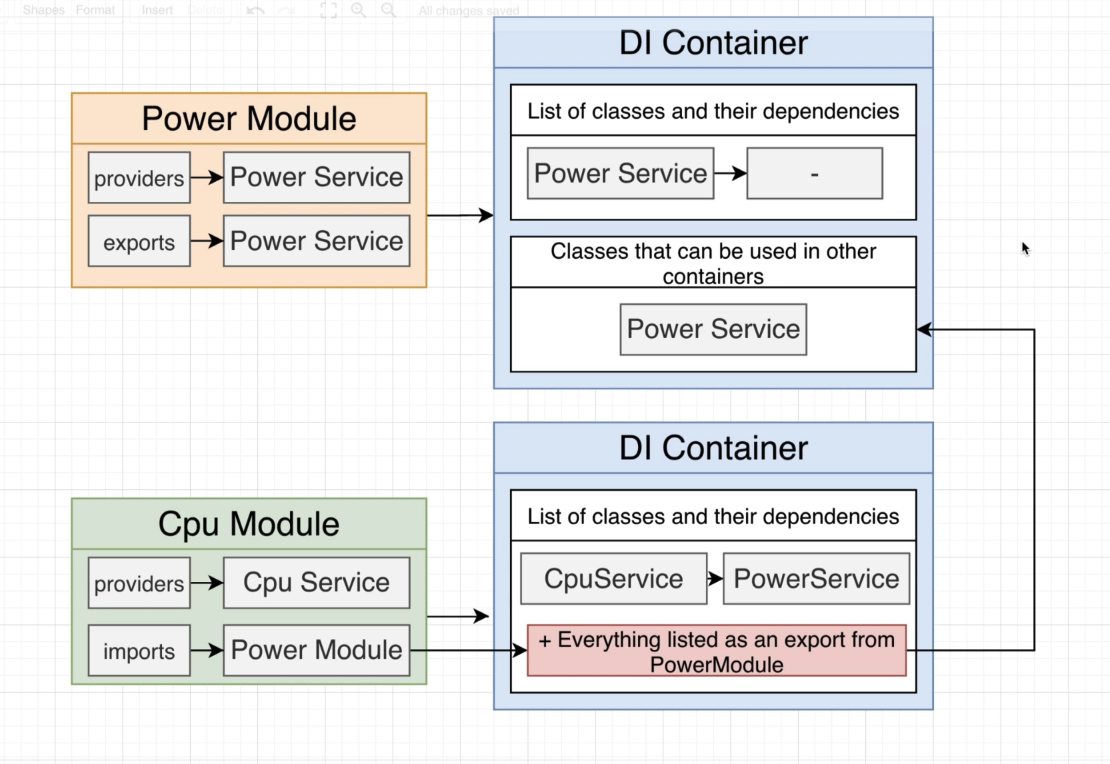 Shapes Format Insert Delete All changes saved
DI Container
List of classes and their dependencies
Power Service
-
Classes that can be used in other
containers
Power Service
Power Module
providers
Power Service
exports
Power Service
DI Container
List of classes and their dependencies
CpuService
PowerService
+ Everything listed as an export from
PowerModule
Cpu Module
providers
Cpu Service
imports
Power Module